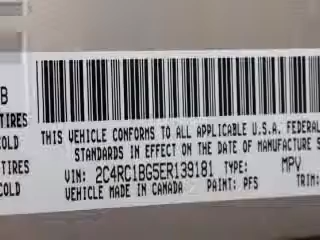 B
TIRES
COLD
TIRES
COLD
THIS VEHICLE CONFORMS TO ALL APPLICABLE U.S.A. FEDERAL
STANDARDS IN EFFECT ON THE DATE OF MANUFACTURE S
VIN: 2C4RC1BG5ER139181 TYPE: MPV
VEHICLE MADE IN CANADA PAINT: PFS TRIM: